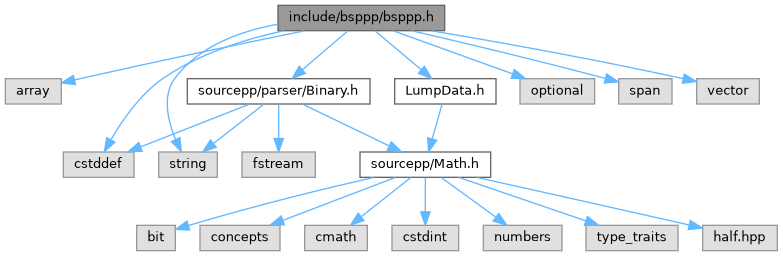 include/bsppp/bsppp.h
array
sourcepp/parser/Binary.h
LumpData.h
optional
span
vector
cstddef
string
fstream
sourcepp/Math.h
bit
concepts
cmath
cstdint
numbers
type_traits
half.hpp